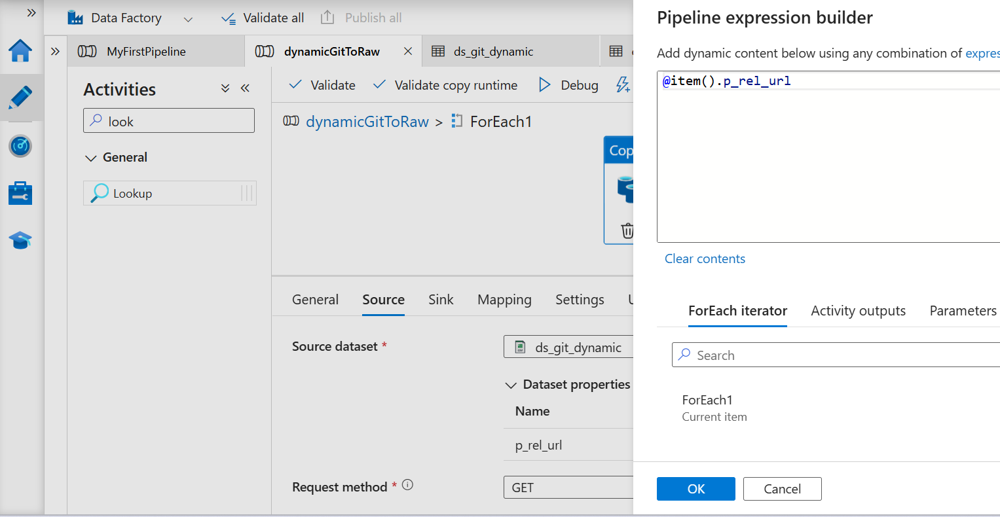 Data Factory
Validate all
Publish all
MyFirstPipeline
dynamicGitToRaw
ds_git_dynamic
Activities
look
General
Lookup
Validate
Validate copy runtime
Debug
dynamicGitToRaw > ForEach1
Cop
General
Source
Sink
Mapping
Settings
U
Source dataset *
ds_git_dynamic
Dataset properties
Name
p_rel_url
Request method *
GET
Pipeline expression builder
Add dynamic content below using any combination of expres
@item().p_rel_url
Clear contents
ForEach iterator
Activity outputs
Parameters
Search
ForEach1
Current item
OK
Cancel